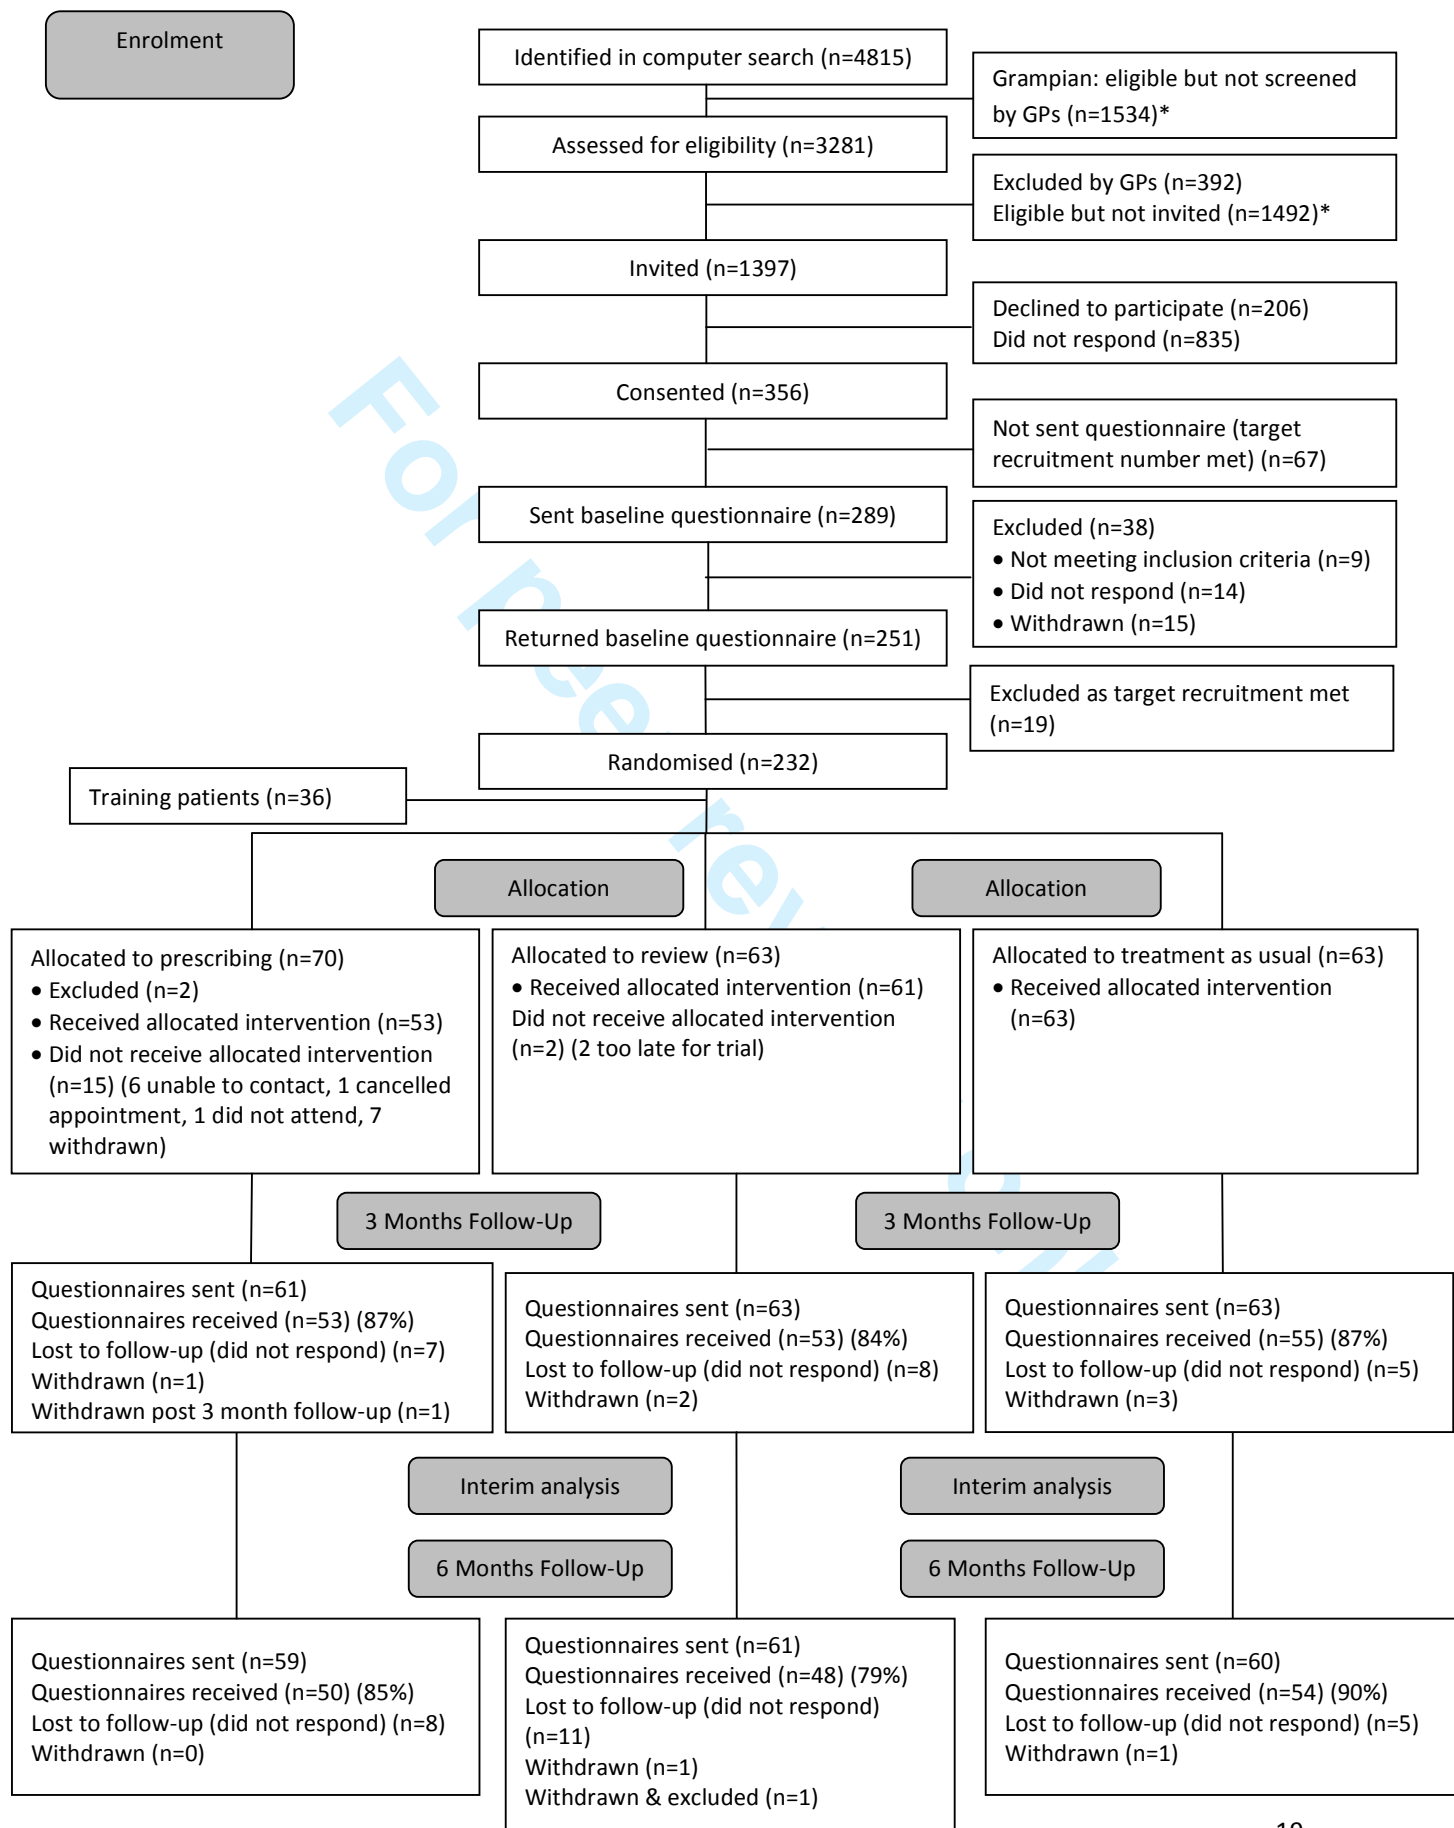 Enrolment
Identified in computer search (n=4815)
Grampian: eligible but not screened
by GPs (n=1534)*
Assessed for eligibility (n=3281)
Excluded by GPs (n=392)
Eligible but not invited (n=1492)*
Invited (n=1397)
Declined to participate (n=206)
Did not respond (n=835)
Consented (n=356)
Not sent questionnaire (target
recruitment number met) (n=67)
Sent baseline questionnaire (n=289)
Excluded (n=38)
• Not meeting inclusion criteria (n=9)
• Did not respond (n=14)
• Withdrawn (n=15)
Returned baseline questionnaire (n=251)
Excluded as target recruitment met
(n=19)
Randomised (n=232)
Training patients (n=36)
Allocation
Allocation
Allocated to prescribing (n=70)
• Excluded (n=2)
• Received allocated intervention (n=53)
• Did not receive allocated intervention
(n=15) (6 unable to contact, 1 cancelled
appointment, 1 did not attend, 7
withdrawn)
Allocated to review (n=63)
• Received allocated intervention (n=61)
Did not receive allocated intervention
(n=2) (2 too late for trial)
Allocated to treatment as usual (n=63)
• Received allocated intervention
(n=63)
3 Months Follow-Up
3 Months Follow-Up
Questionnaires sent (n=61)
Questionnaires received (n=53) (87%)
Lost to follow-up (did not respond) (n=7)
Withdrawn (n=1)
Withdrawn post 3 month follow-up (n=1)
Questionnaires sent (n=63)
Questionnaires received (n=53) (84%)
Lost to follow-up (did not respond) (n=8)
Withdrawn (n=2)
Questionnaires sent (n=63)
Questionnaires received (n=55) (87%)
Lost to follow-up (did not respond) (n=5)
Withdrawn (n=3)
Interim analysis
Interim analysis
6 Months Follow-Up
6 Months Follow-Up
Questionnaires sent (n=59)
Questionnaires received (n=50) (85%)
Lost to follow-up (did not respond) (n=8)
Withdrawn (n=0)
Questionnaires sent (n=61)
Questionnaires received (n=48) (79%)
Lost to follow-up (did not respond)
(n=11)
Withdrawn (n=1)
Withdrawn & excluded (n=1)
Questionnaires sent (n=60)
Questionnaires received (n=54) (90%)
Lost to follow-up (did not respond) (n=5)
Withdrawn (n=1)
For peer